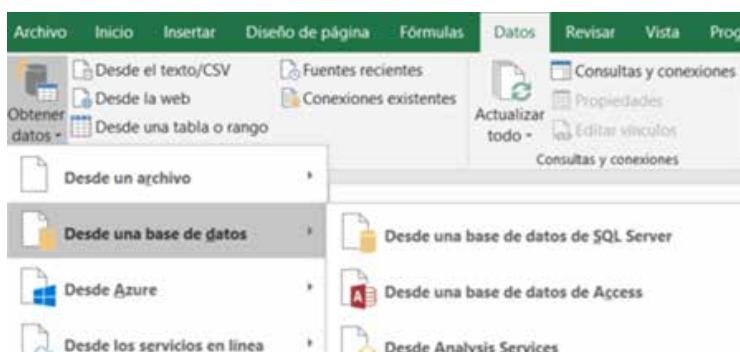 Archivo Inicio Insertar Diseño de página Fórmulas Datos Revisar Vista Prog
Desde el texto/CSV
Desde la web
Desde una tabla o rango
Obtener
datos
Fuentes recientes
Conexiones existentes
Actualizar
todo
Consultas y conexiones
Propiedades
Editar vínculos
Consultas y conexiones
Desde un archivo
Desde una base de datos
Desde Azure
Desde los servicios en línea
Desde una base de datos de SQL Server
Desde una base de datos de Access
Desde Analysis Services